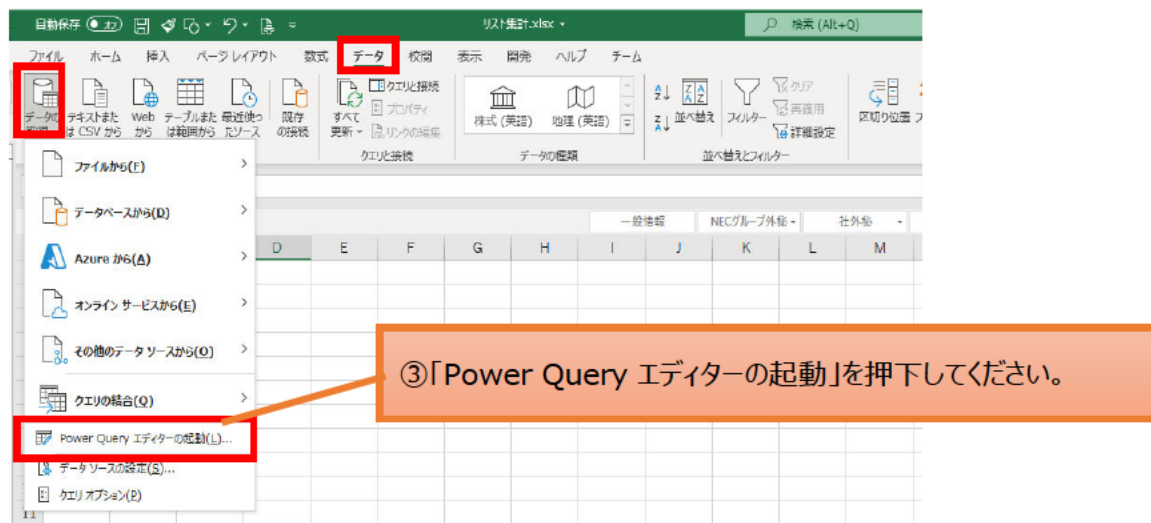 自動保存 オフ リスト集計.xlsx 検索 (Alt+Q)
ファイル ホーム 挿入 ページ レイアウト 数式 データ 校閲 表示 開発 ヘルプ チーム
データの取得 テキストまたは CSV から Web から テーブルまたは範囲から 最近使ったソース 既存の接続 すべて更新 クエリと接続 プロパティ リンクの編集 株式 (英語) 地理 (英語) 並べ替え フィルター クリア 再適用 詳細設定 区切り位置
クエリと接続 データの種類 並べ替えとフィルター
一般情報 NECグループ外秘 社外秘
D E F G H I J K L M
ファイルから(F)
データベースから(D)
Azure から(A)
オンライン サービスから(E)
その他のデータ ソースから(O)
クエリの結合(Q)
Power Query エディターの起動(L)...
データ ソースの設定(S)...
クエリ オプション(P)
11
③「Power Query エディターの起動」を押下してください。